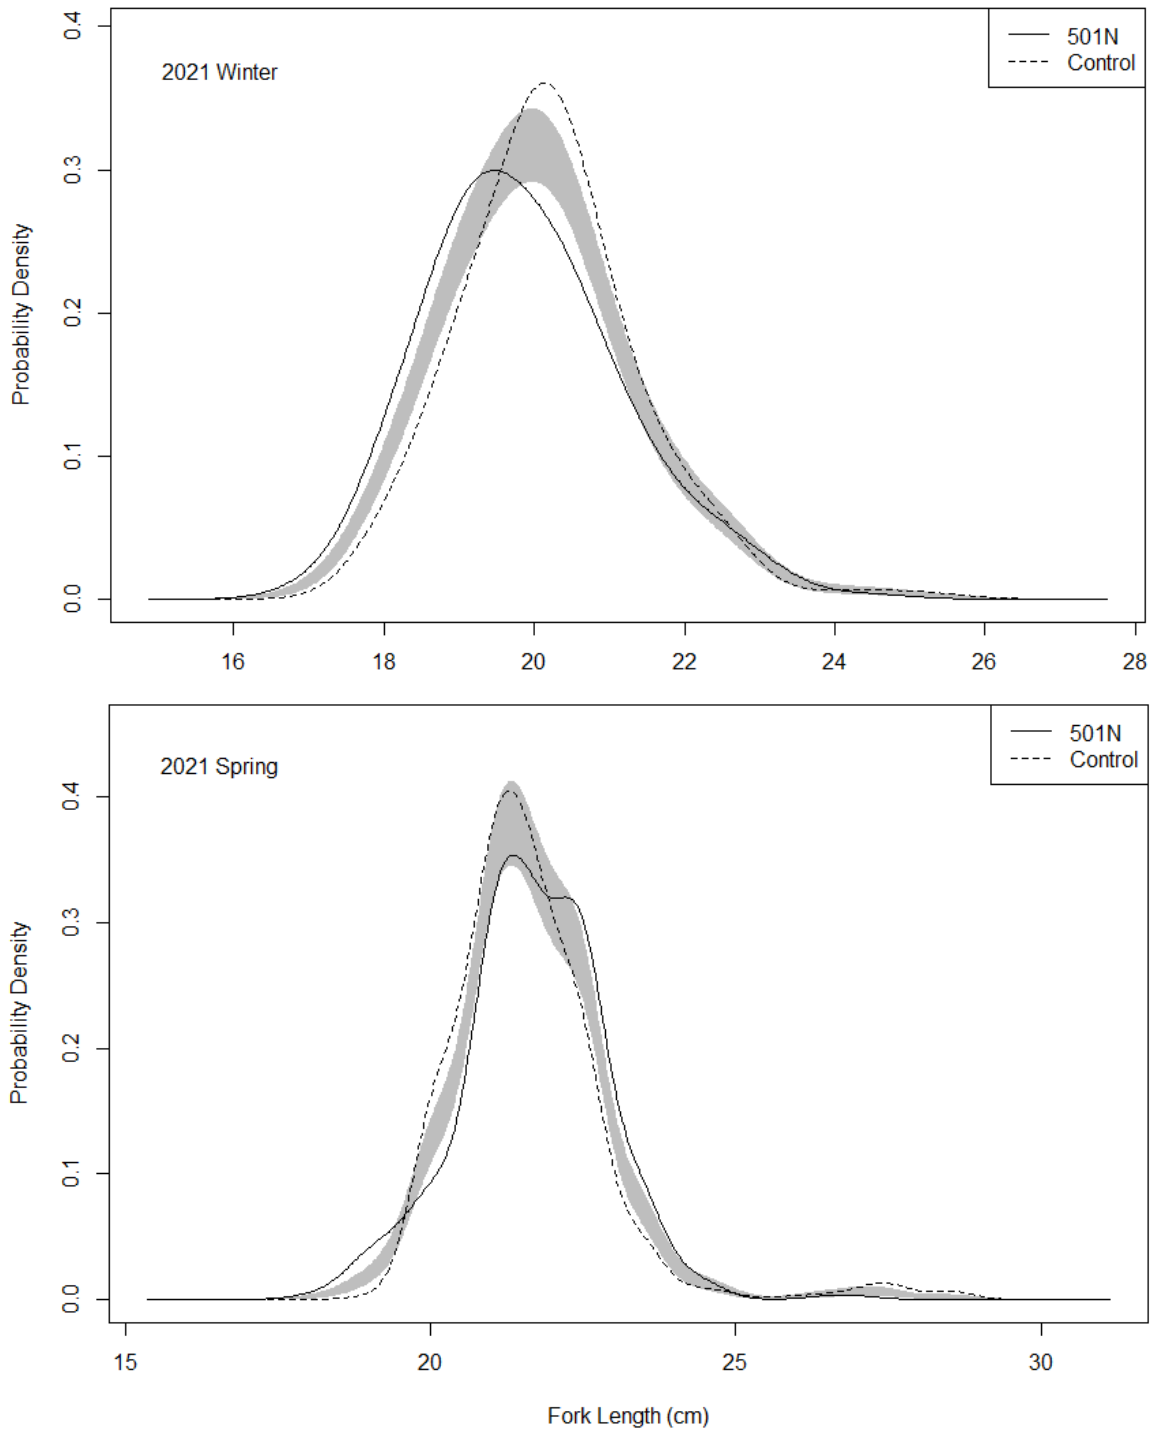 2021 Winter
501N
Control
Probability Density
0.4
0.3
0.2
0.1
0.0
16 18 20 22 24 26 28
2021 Spring
501N
Control
Probability Density
0.4
0.3
0.2
0.1
0.0
15 20 25 30
Fork Length (cm)